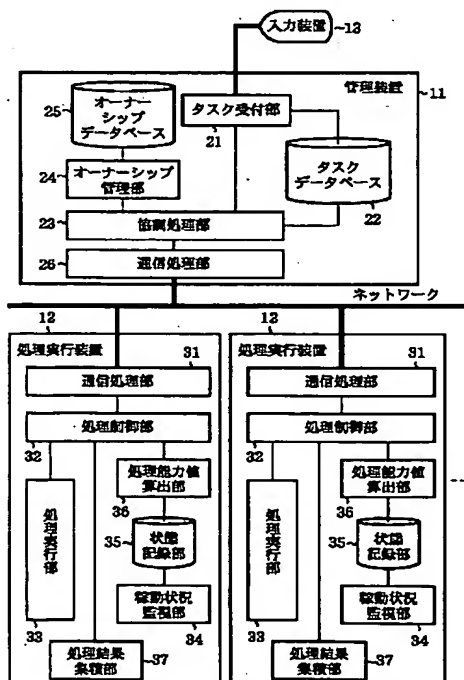 入力装置
13
管理装置
11
25
オーナー
シップ
データベース
タスク受付部
21
24
オーナーシップ
管理部
タスク
データベース
22
23
協調処理部
26
通信処理部
ネットワーク
12
処理実行装置
31
通信処理部
処理制御部
32
処理能力値
算出部
36
処理実行部
33
35
状態
記録部
稼動状況
監視部
34
処理結果
集積部
37
12
処理実行装置
31
通信処理部
処理制御部
32
処理能力値
算出部
36
処理実行部
33
35
状態
記録部
稼動状況
監視部
34
処理結果
集積部
37